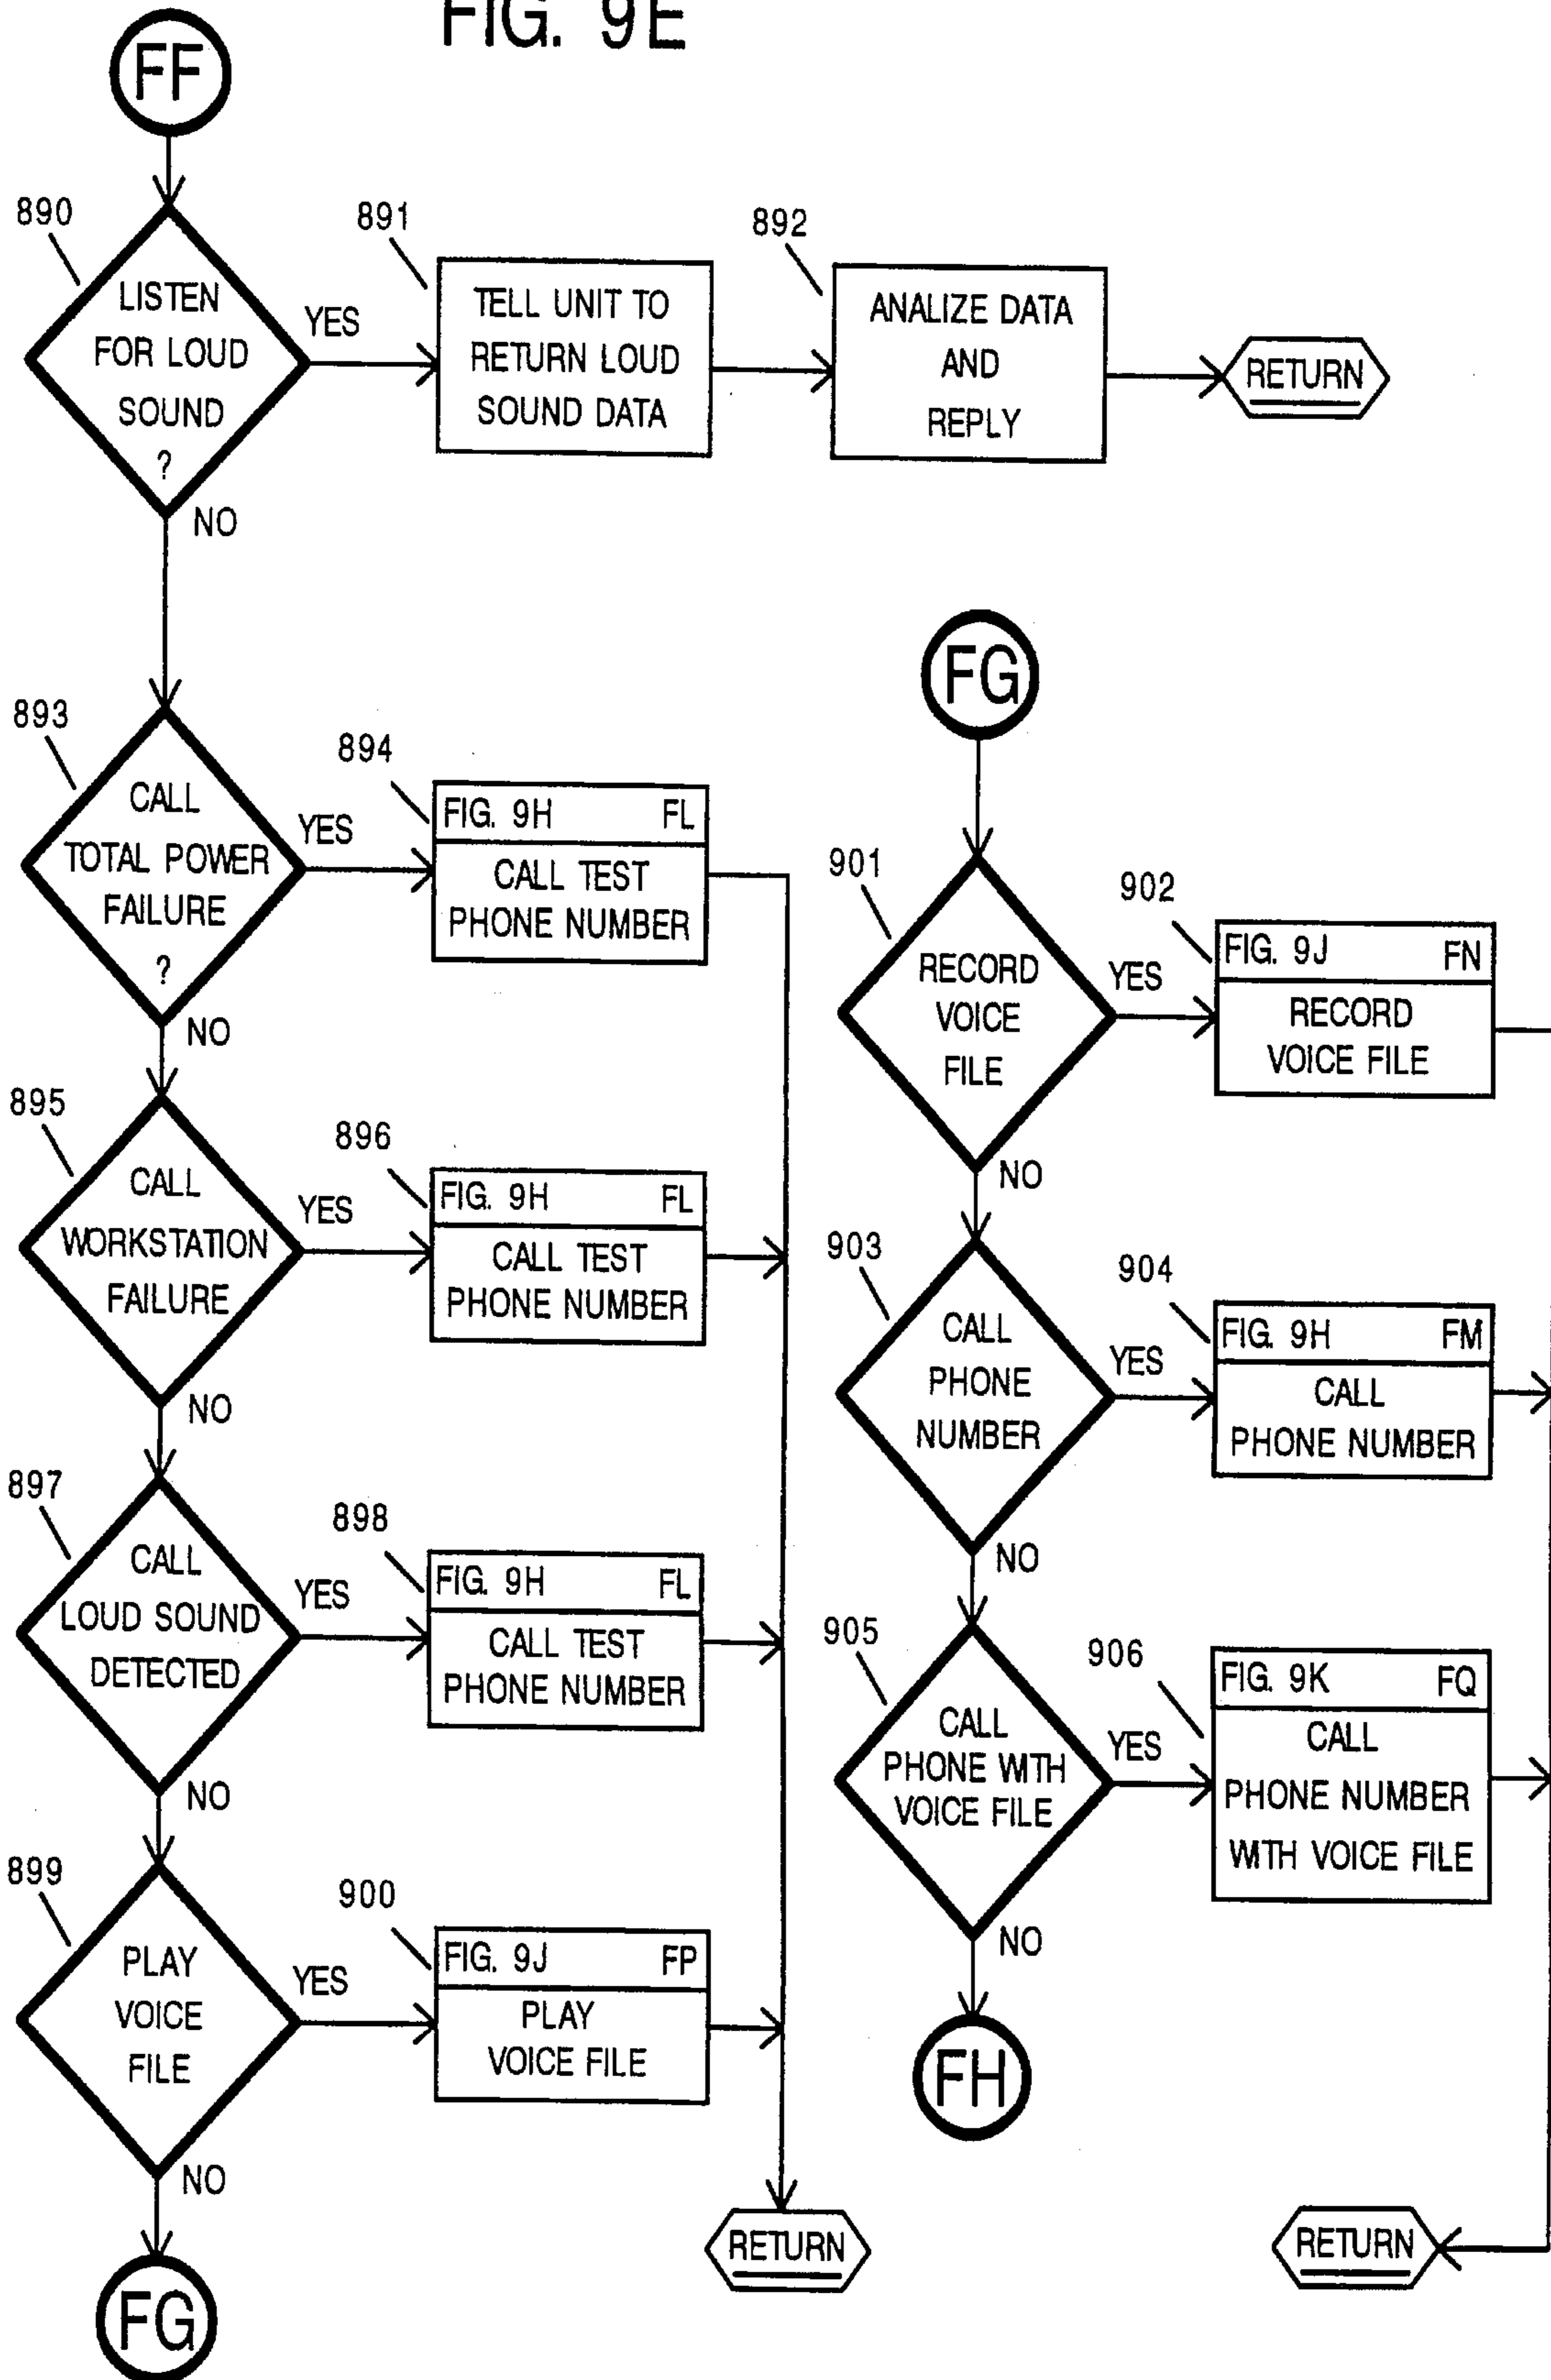 FIG. 9E
FF
890
LISTEN
FOR LOUD
SOUND
?
YES
NO
891
TELL UNIT TO
RETURN LOUD
SOUND DATA
892
ANALIZE DATA
AND
REPLY
RETURN
893
CALL
TOTAL POWER
FAILURE
?
YES
NO
894
FIG. 9H FL
CALL TEST
PHONE NUMBER
895
CALL
WORKSTATION
FAILURE
YES
NO
896
FIG. 9H FL
CALL TEST
PHONE NUMBER
897
CALL
LOUD SOUND
DETECTED
YES
NO
898
FIG. 9H FL
CALL TEST
PHONE NUMBER
899
PLAY
VOICE
FILE
YES
NO
900
FIG. 9J FP
PLAY
VOICE FILE
RETURN
FG
FG
901
RECORD
VOICE
FILE
YES
NO
902
FIG. 9J FN
RECORD
VOICE FILE
903
CALL
PHONE
NUMBER
YES
NO
904
FIG. 9H FM
CALL
PHONE NUMBER
905
CALL
PHONE WITH
VOICE FILE
YES
NO
906
FIG. 9K FQ
CALL
PHONE NUMBER
WITH VOICE FILE
FH
RETURN